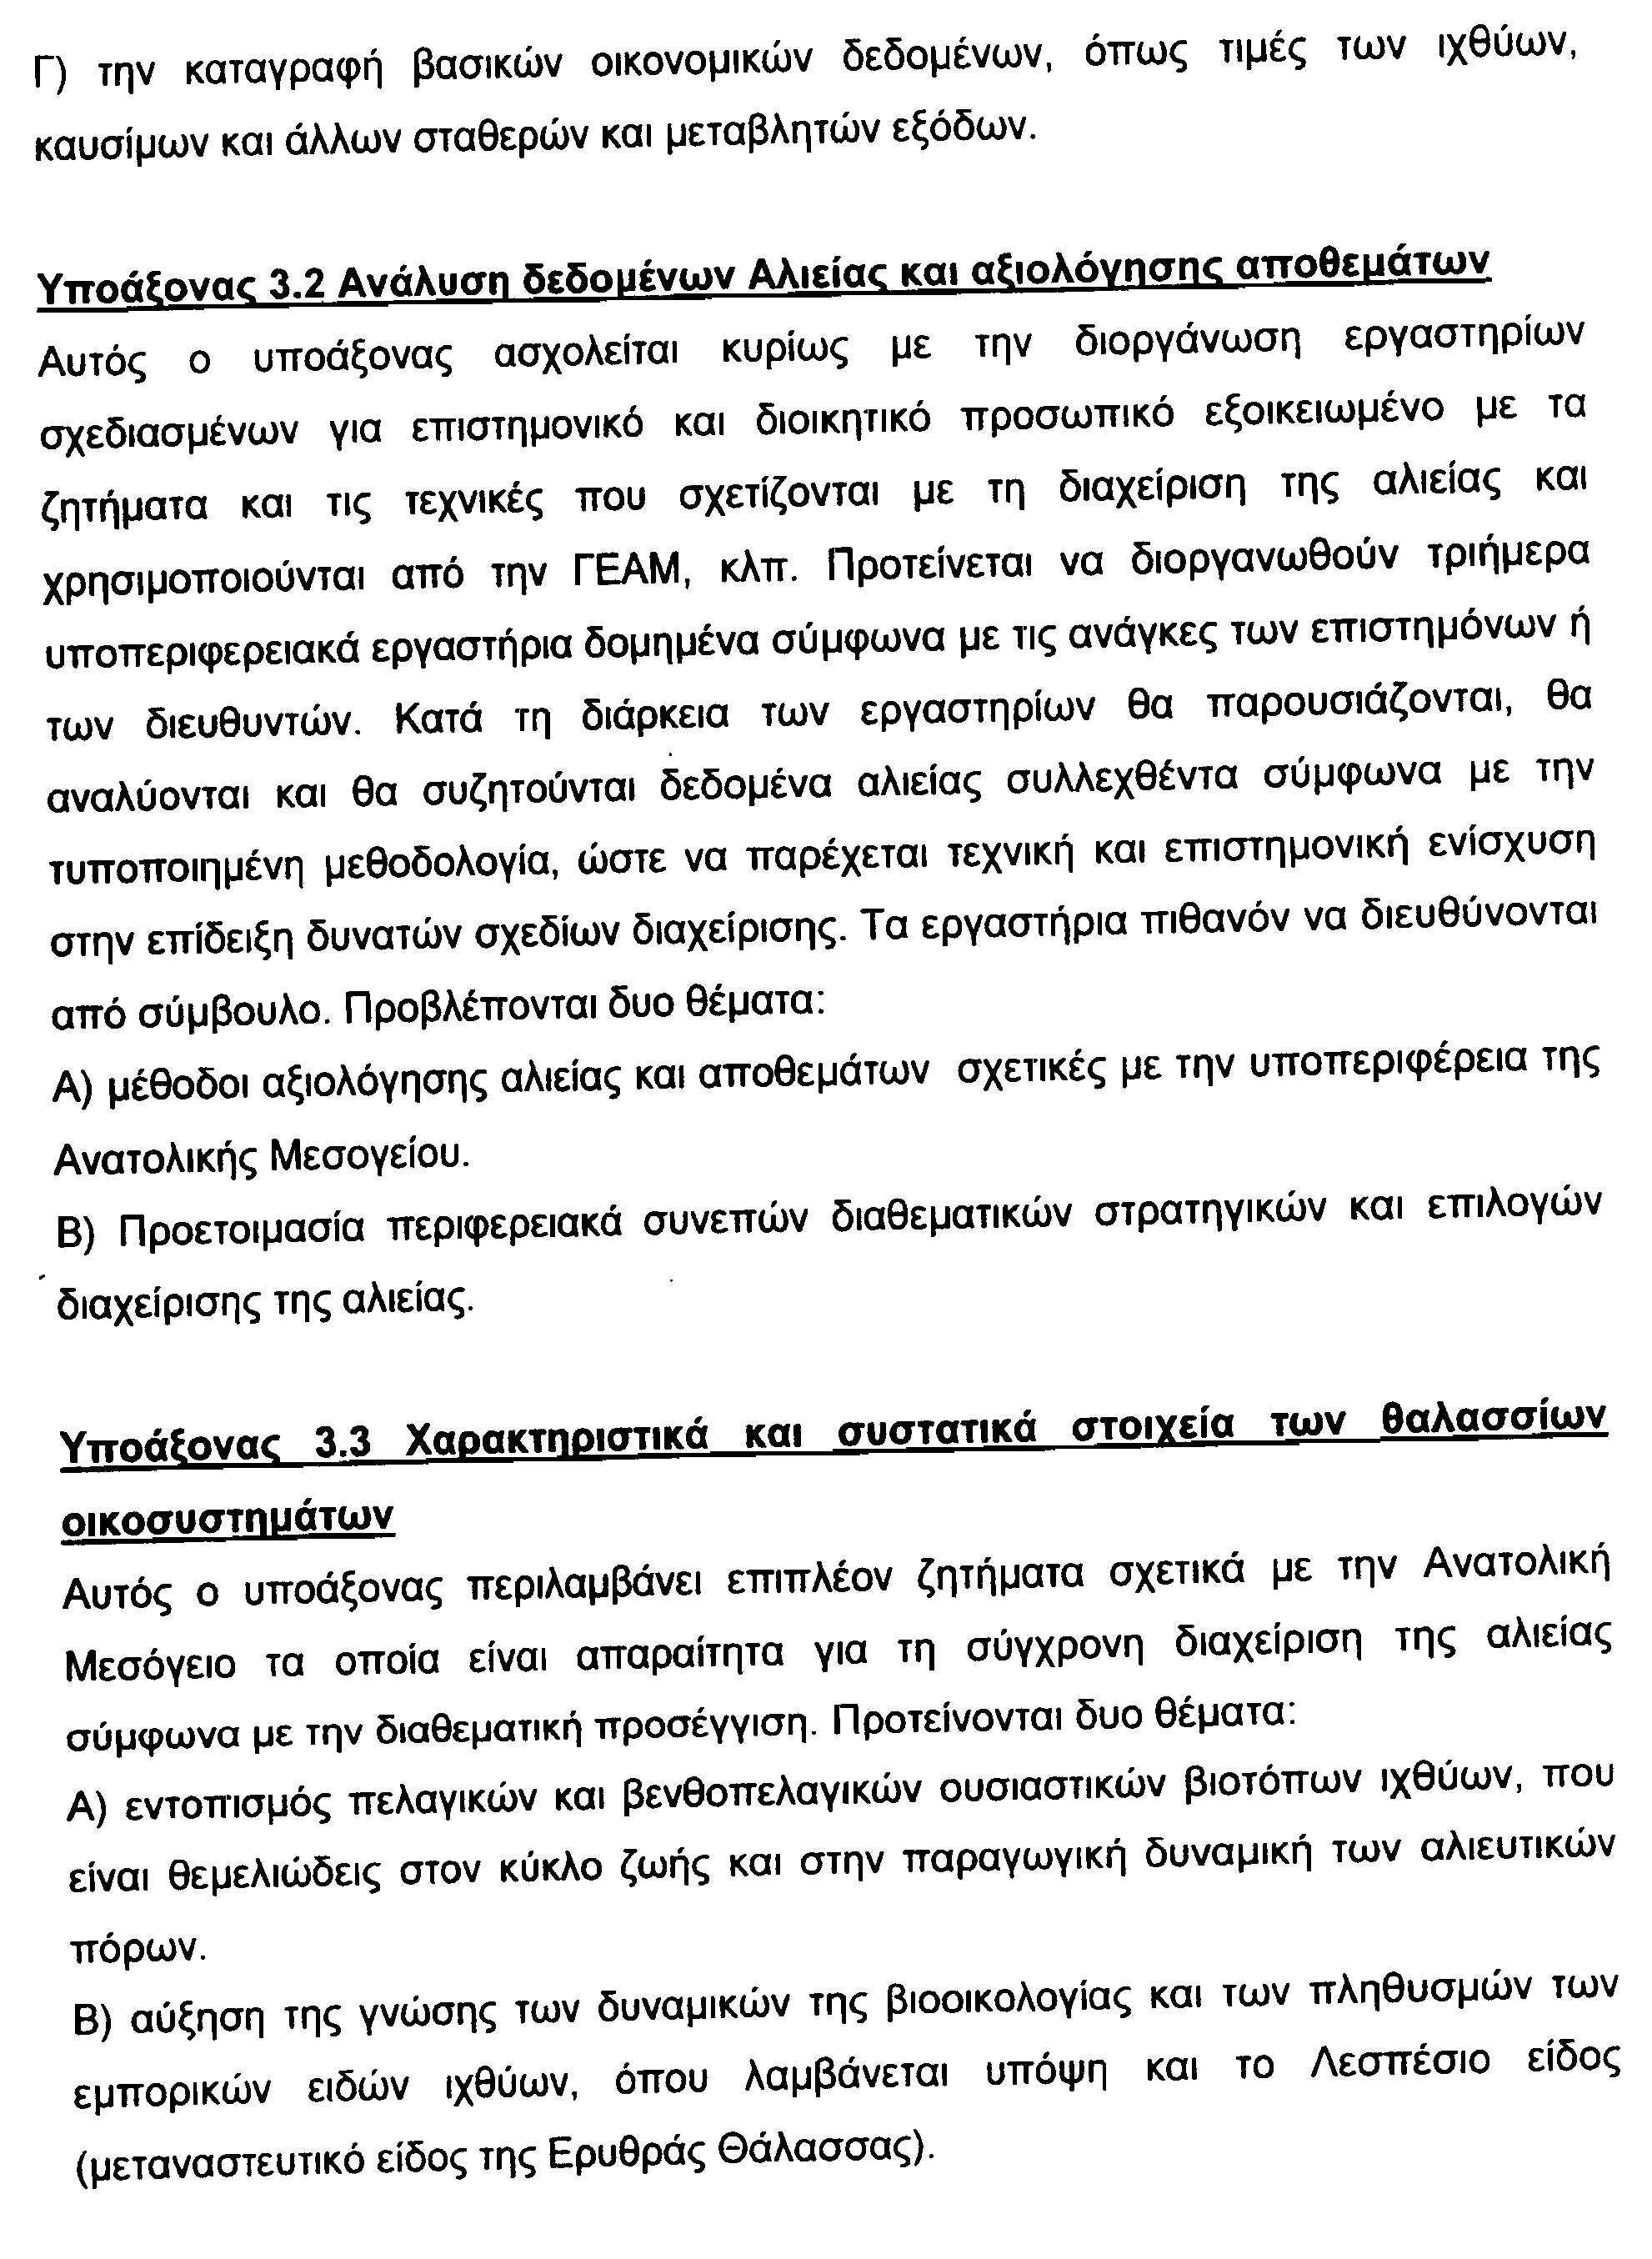 Γ) την καταγραφή βασικών οικονομικών δεδομένων, όπως τιμές των ιχθύων,
καυσίμων και άλλων σταθερών και μεταβλητών εξόδων.
Υποάξονας 3.2 Ανάλυση δεδομένων Αλιείας και αξιολόγησης αποθεμάτων
Αυτός ο υποάξονας ασχολείται κυρίως με την διοργάνωση εργαστηρίων
σχεδιασμένων για επιστημονικό και διοικητικό προσωπικό εξοικειωμένο με τα
ζητήματα και τις τεχνικές που σχετίζονται με τη διαχείριση της αλιείας και
χρησιμοποιούνται από την ΓΕΑΜ, κλπ. Προτείνεται να διοργανωθούν τριήμερα
υποπεριφερειακά εργαστήρια δομημένα σύμφωνα με τις ανάγκες των επιστημόνων ή
των διευθυντών. Κατά τη διάρκεια των εργαστηρίων θα παρουσιάζονται, θα
αναλύονται και θα συζητούνται δεδομένα αλιείας συλλεχθέντα σύμφωνα με την
τυποποιημένη μεθοδολογία, ώστε να παρέχεται τεχνική και επιστημονική ενίσχυση
στην επίδειξη δυνατών σχεδίων διαχείρισης. Τα εργαστήρια πιθανόν να διευθύνονται
από σύμβουλο. Προβλέπονται δυο θέματα:
Α) μέθοδοι αξιολόγησης αλιείας και αποθεμάτων σχετικές με την υποπεριφέρεια της
Ανατολικής Μεσογείου.
Β) Προετοιμασία περιφερειακά συνεπών διαθεματικών στρατηγικών και επιλογών
διαχείρισης της αλιείας.
Υποάξονας 3.3 Χαρακτηριστικά και συστατικά στοιχεία των θαλασσίων
οικοσυστημάτων
Αυτός ο υποάξονας περιλαμβάνει επιπλέον ζητήματα σχετικά με την Ανατολική
Μεσόγειο τα οποία είναι απαραίτητα για τη σύγχρονη διαχείριση της αλιείας
σύμφωνα με την διαθεματική προσέγγιση. Προτείνονται δυο θέματα:
Α) εντοπισμός πελαγικών και βενθοπελαγικών ουσιαστικών βιοτόπων ιχθύων, που
είναι θεμελιώδεις στον κύκλο ζωής και στην παραγωγική δυναμική των αλιευτικών
πόρων.
Β) αύξηση της γνώσης των δυναμικών της βιοοικολογίας και των πληθυσμών των
εμπορικών ειδών ιχθύων, όπου λαμβάνεται υπόψη και το Λεσπέσιο είδος
(μεταναστευτικό είδος της Ερυθράς Θάλασσας).